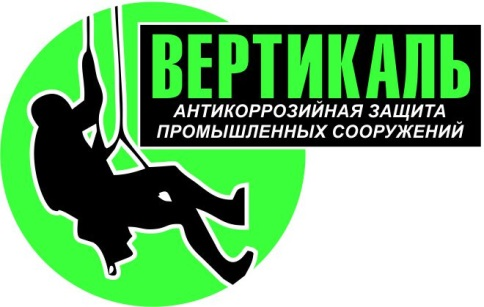 ВЕРТИКАЛЬ
АНТИКОРРОЗИЙНАЯ ЗАЩИТА
ПРОМЫШЛЕННЫХ СООРУЖЕНИЙ